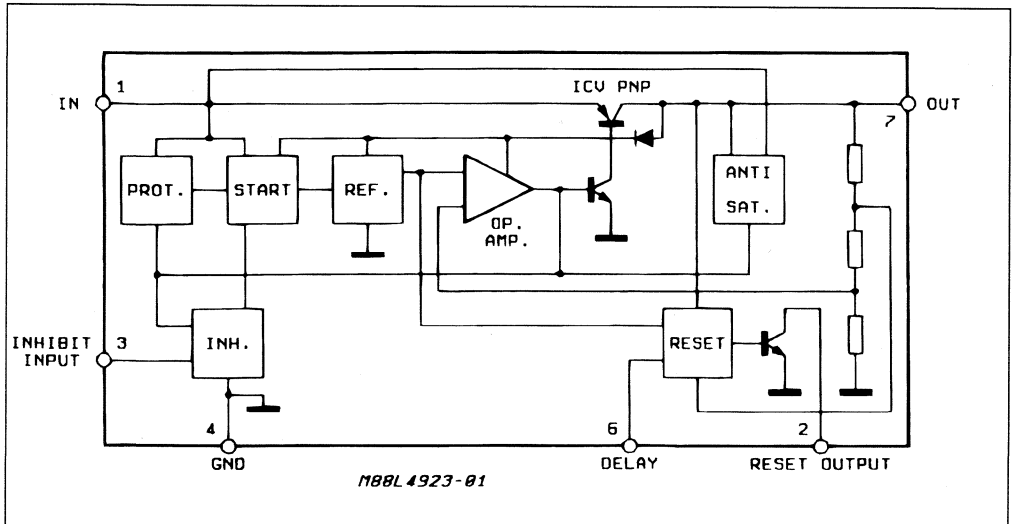 ICV PNP
1
IN
OUT
7
PROT.
START
REF.
OP.
AMP.
ANTI
SAT.
INHIBIT
INPUT
3
INH.
RESET
4
GND
6
DELAY
2
RESET OUTPUT
M88L4923-01